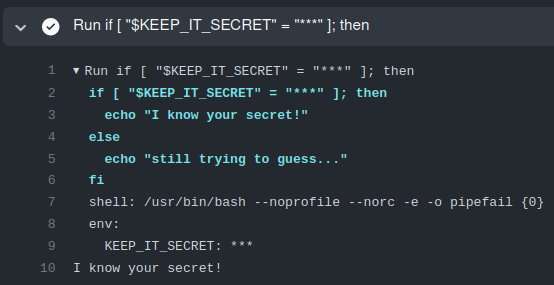 Run if [ "$KEEP_IT_SECRET" = "***" ]; then
1 ▼ Run if [ "$KEEP_IT_SECRET" = "***" ]; then
2 if [ "$KEEP_IT_SECRET" = "***" ]; then
3 echo "I know your secret!"
4 else
5 echo "still trying to guess..."
6 fi
7 shell: /usr/bin/bash --noprofile --norc -e -o pipefail {0}
8 env:
9 KEEP_IT_SECRET: ***
10 I know your secret!